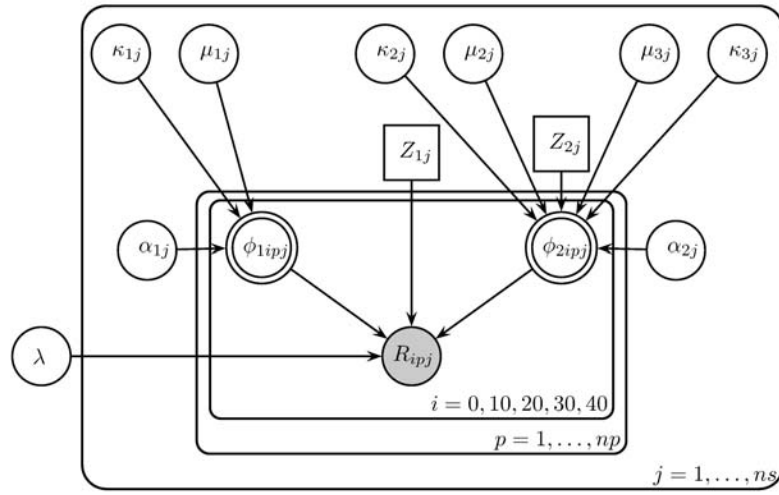 κ₁ⱼ μ₁ⱼ κ₂ⱼ μ₂ⱼ μ₃ⱼ κ₃ⱼ
Z₁ⱼ Z₂ⱼ
α₁ⱼ ϕ₁ᵢₚⱼ ϕ₂ᵢₚⱼ α₂ⱼ
λ Rᵢₚⱼ
i = 0, 10, 20, 30, 40
p = 1, . . . , np
j = 1, . . . , ns